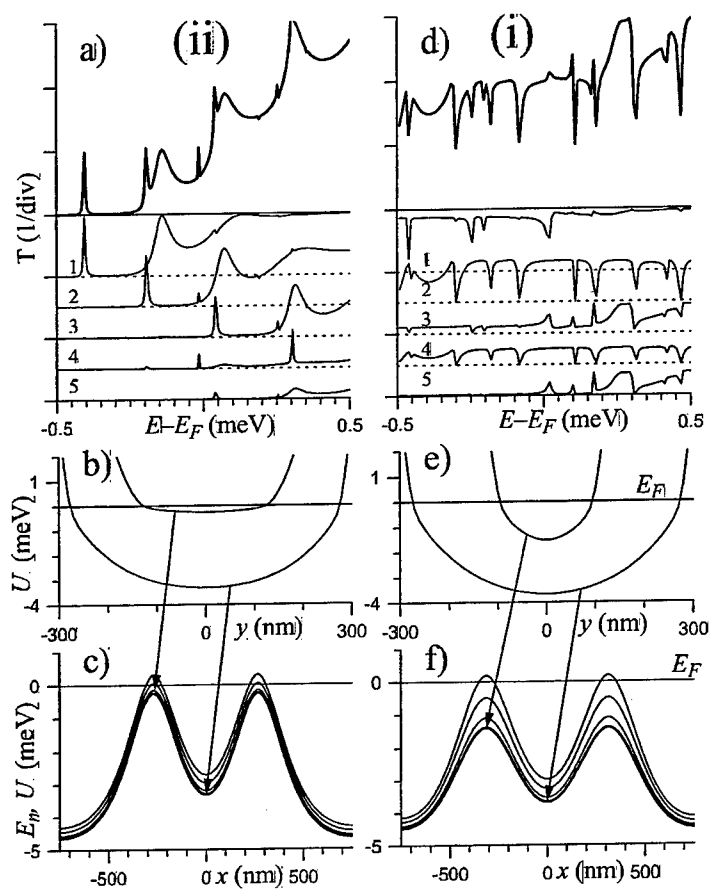 a)
(ii)
T (1/div)
1
2
3
4
5
-0.5
0
0.5
E–E_F (meV)
d)
(i)
1
2
3
4
5
-0.5
0
0.5
E–E_F (meV)
b)
U (meV)
1
-4
-300
0
y (nm)
300
e)
E_F
1
-4
-300
0
y (nm)
300
c)
E_n, U (meV)
0
-5
-500
0
x (nm)
500
f)
E_F
0
-5
-500
0
x (nm)
500